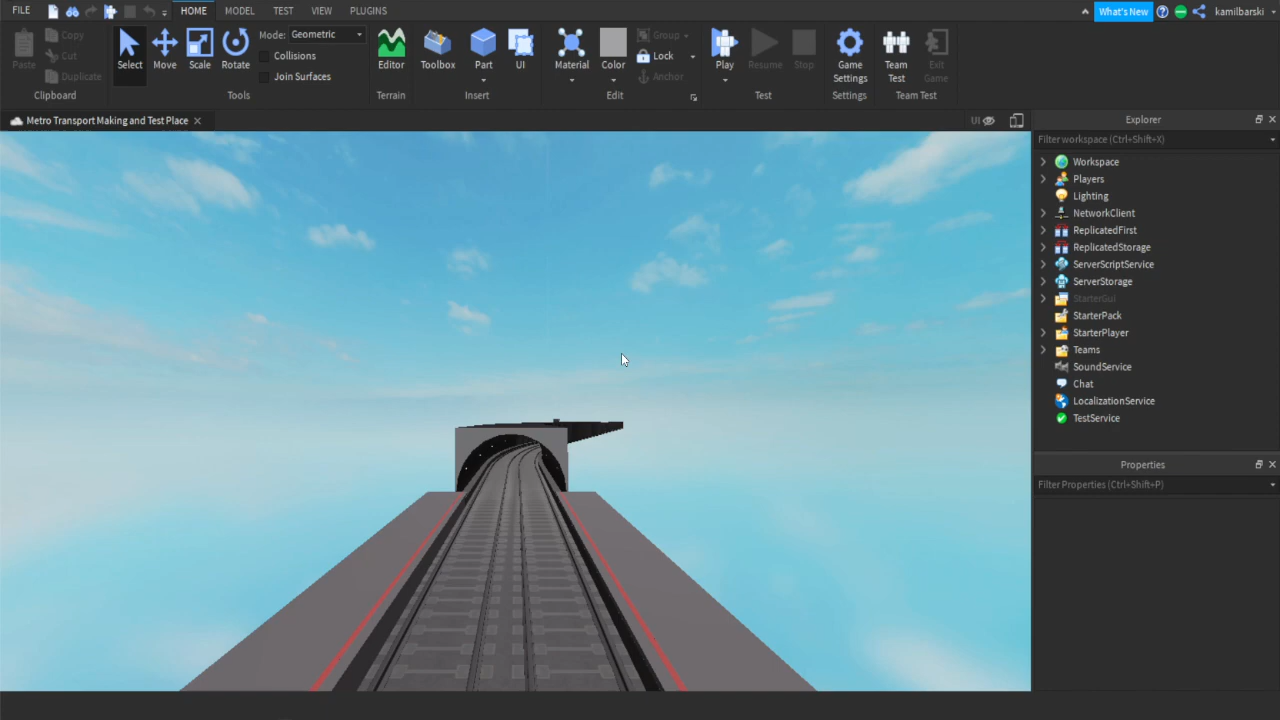 FILE HOME MODEL TEST VIEW PLUGINS What's New kamilbarski
Paste Copy Cut Duplicate Clipboard
Select Move Scale Rotate Mode: Geometric Collisions Join Surfaces Tools
Editor Terrain
Toolbox Part UI Insert
Material Color Group Lock Anchor Edit
Play Resume Stop Test
Game Settings Settings
Team Test Exit Game Team Test
Metro Transport Making and Test Place
UI
Explorer
Filter workspace (Ctrl+Shift+X)
Workspace
Players
Lighting
NetworkClient
ReplicatedFirst
ReplicatedStorage
ServerScriptService
ServerStorage
StarterGui
StarterPack
StarterPlayer
Teams
SoundService
Chat
LocalizationService
TestService
Properties
Filter Properties (Ctrl+Shift+P)